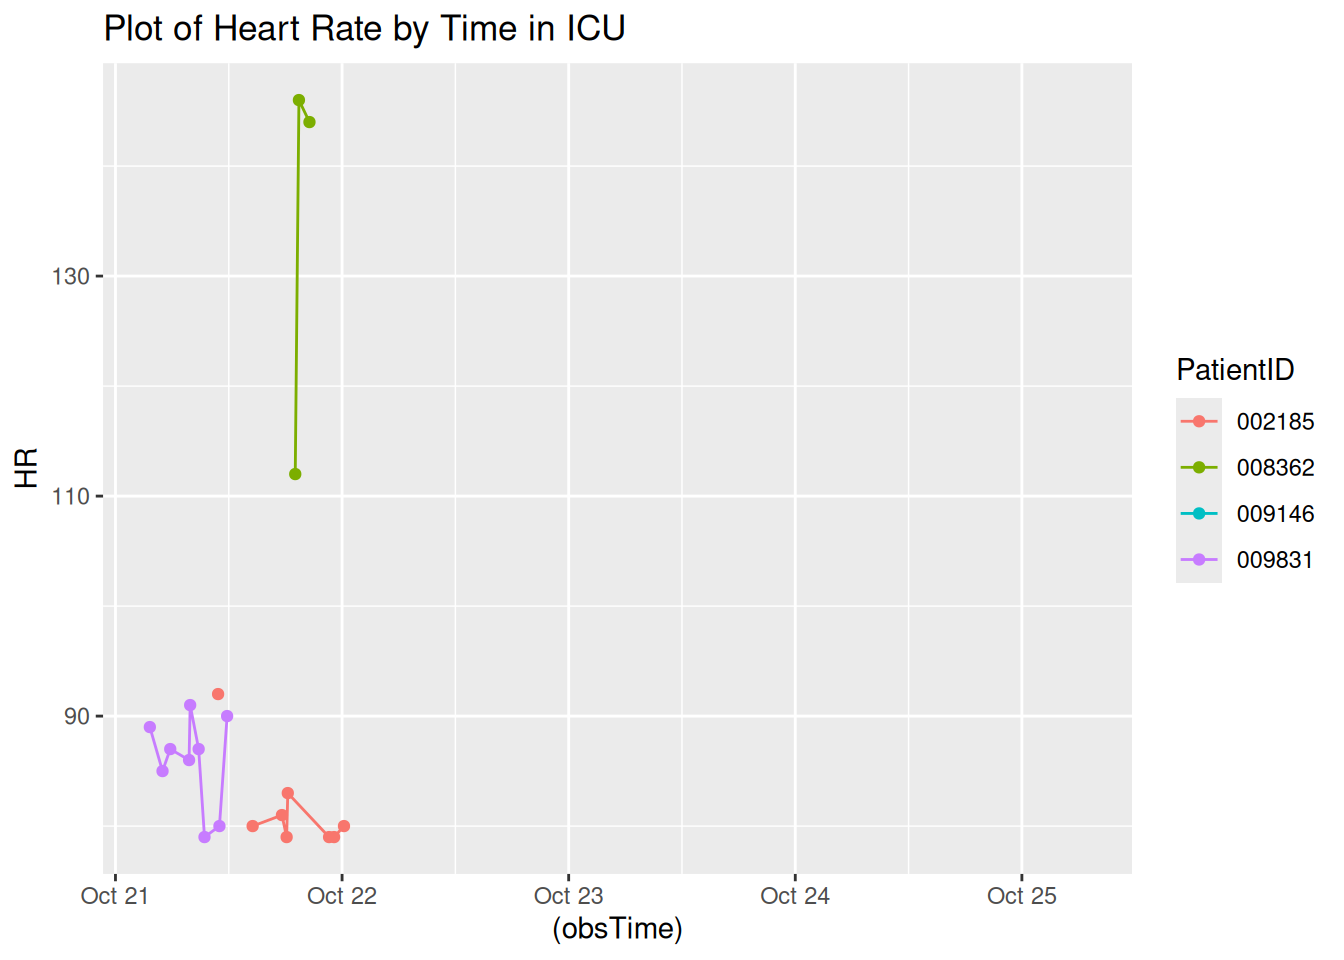 Plot of Heart Rate by Time in ICU
130
110
90
HR
Oct 21 Oct 22 Oct 23 Oct 24 Oct 25
(obsTime)
PatientID
002185
008362
009146
009831